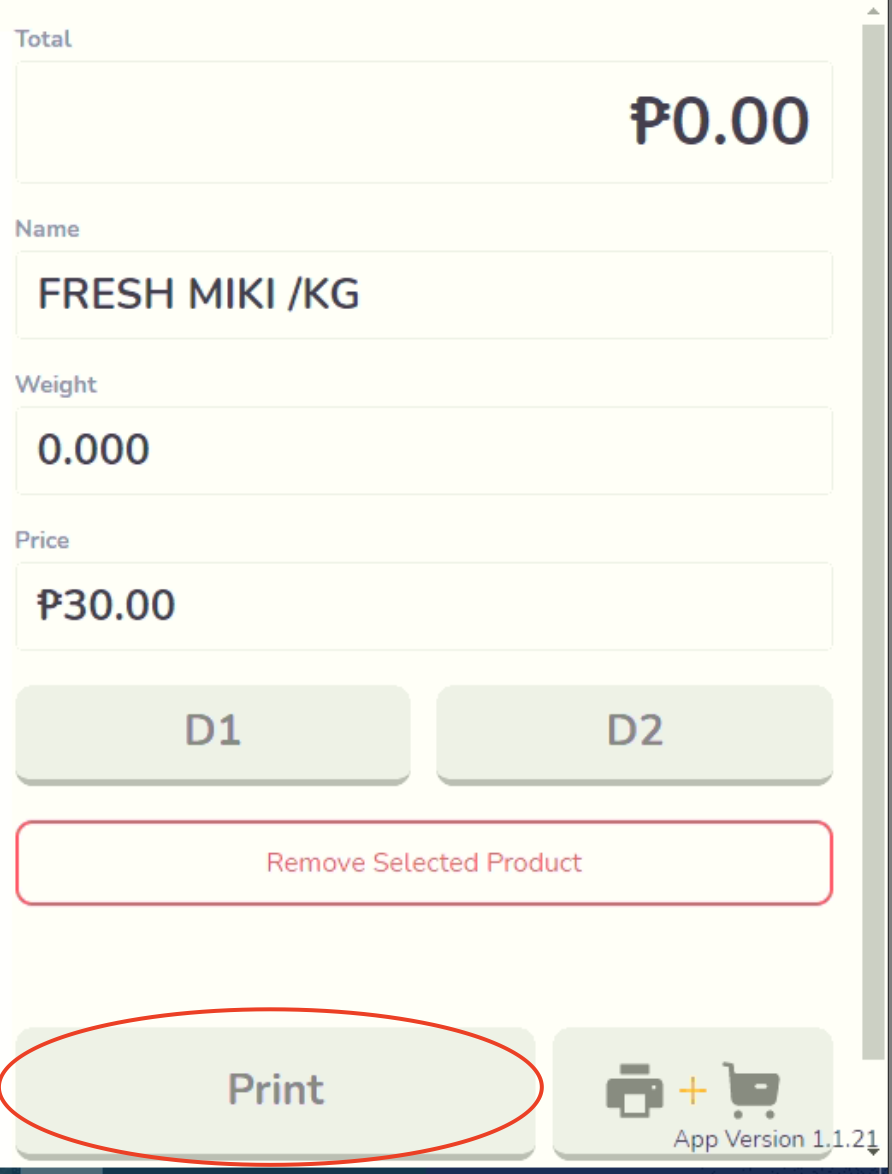 Total
₱0.00
Name
FRESH MIKI /KG
Weight
0.000
Price
₱30.00
D1 D2
Remove Selected Product
Print +
App Version 1.1.21